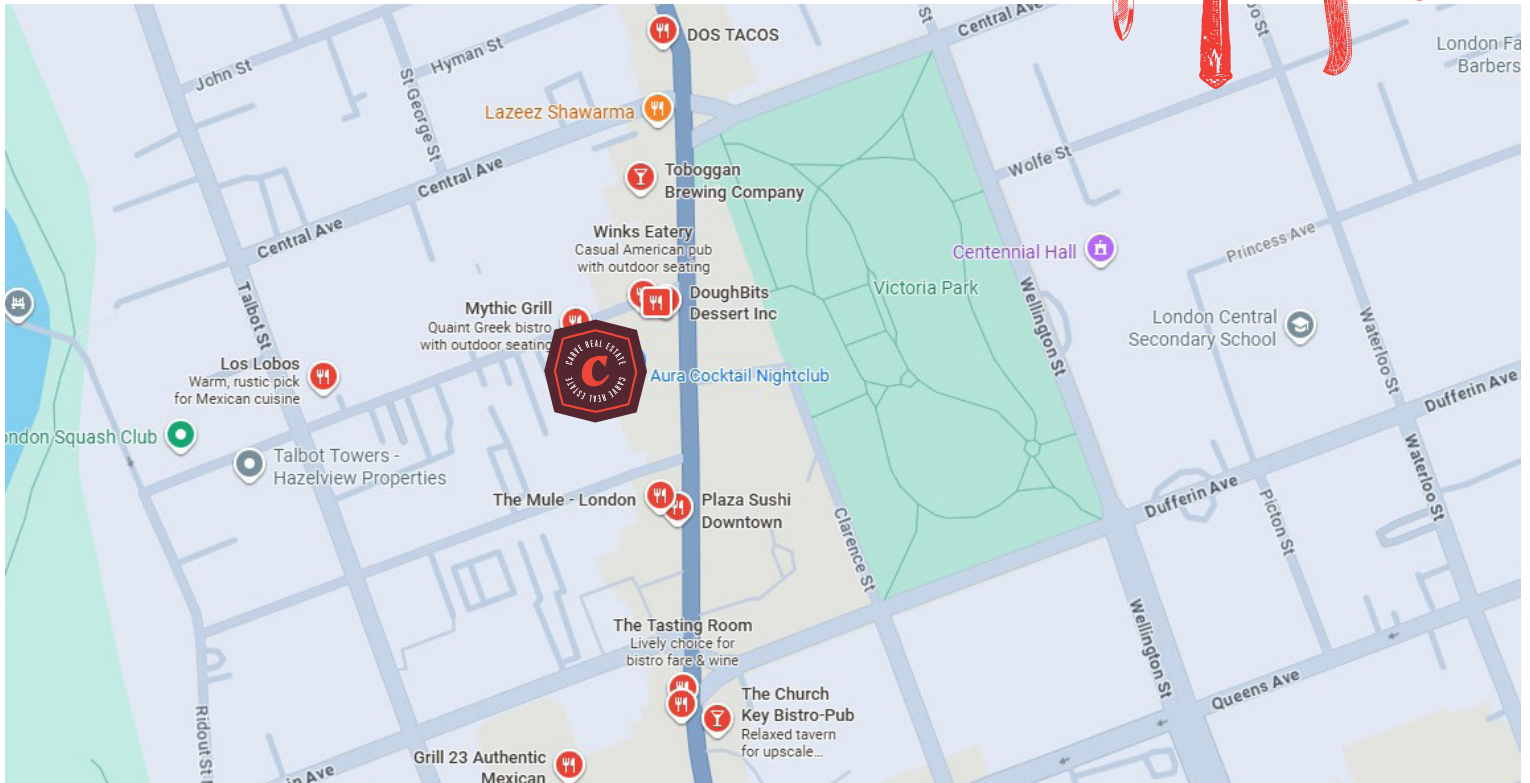 DOS TACOS
Central Ave
London Fa
Barbers
John St
Hyman St
St George St
Lazeez Shawarma
Toboggan
Brewing Company
Central Ave
Wolfe St
Central Ave
Winks Eatery
Casual American pub
with outdoor seating
Centennial Hall
Princess Ave
Victoria Park
DoughBits
Dessert Inc
Mythic Grill
Quaint Greek bistro
with outdoor seating
Talbot St
Wellington St
London Central
Secondary School
Waterloo St
Los Lobos
Warm, rustic pick
for Mexican cuisine
CARVE REAL ESTATE
C
CARVE REAL ESTATE
Aura Cocktail Nightclub
Dufferin Ave
ondon Squash Club
Talbot Towers -
Hazelview Properties
Waterloo St
Dufferin Ave
The Mule - London
Plaza Sushi
Downtown
Clarence St
Picton St
The Tasting Room
Lively choice for
bistro fare & wine
Wellington St
Queens Ave
The Church
Key Bistro-Pub
Relaxed tavern
for upscale...
Ridout St
Grill 23 Authentic
Mexican
Ave